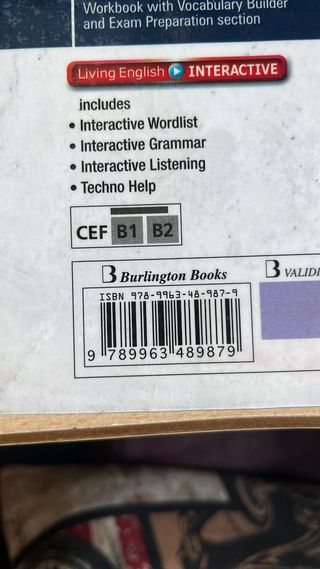 Workbook with Vocabulary Builder
and Exam Preparation section
Living English INTERACTIVE
includes
• Interactive Wordlist
• Interactive Grammar
• Interactive Listening
• Techno Help
CEF B1 B2
B Burlington Books
B
ISBN 978-9963-48-987-9
9 789963 489879